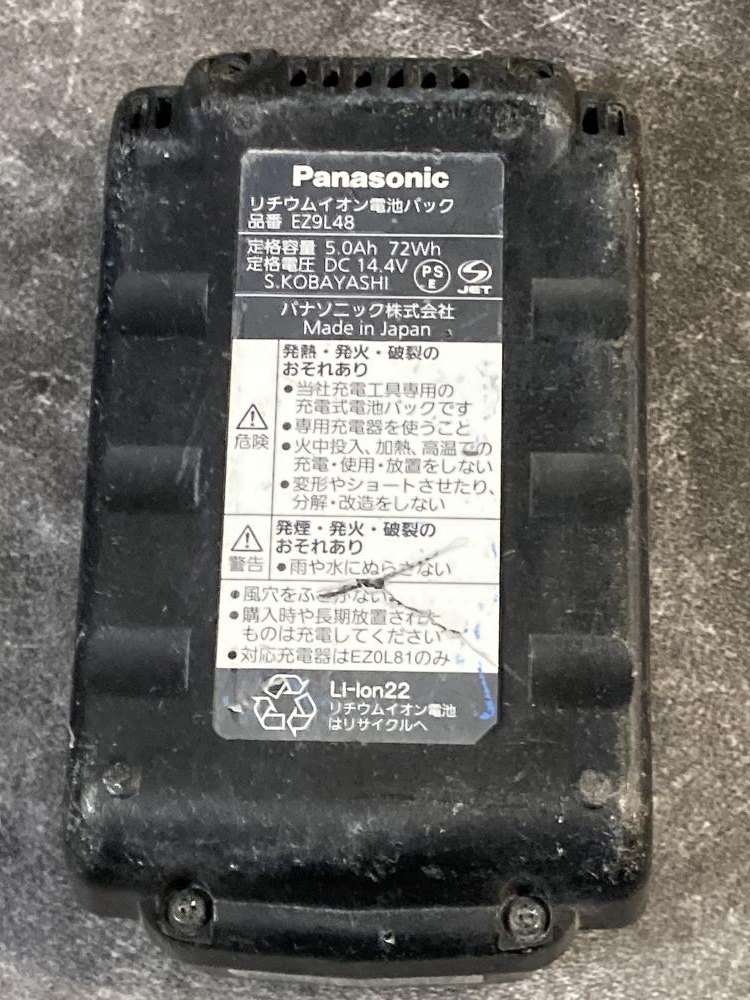 Panasonic
リチウムイオン電池パック
品番 EZ9L48
定格容量 5.0Ah 72Wh
定格電圧 DC 14.4V
S.KOBAYASHI
PS
E
JET
パナソニック株式会社
Made in Japan
危険
発熱・発火・破裂の
おそれあり
●当社充電工具専用の
充電式電池パックです
●専用充電器を使うこと
●火中投入、加熱、高温での
充電・使用・放置をしない
●変形やショートさせたり、
分解・改造をしない
警告
発煙・発火・破裂の
おそれあり
●雨や水にぬらさない
●風穴をふさがない
●購入時や長期放置された
ものは充電してください
●対応充電器はEZ0L81のみ
Li-ion22
リチウムイオン電池
はリサイクルへ